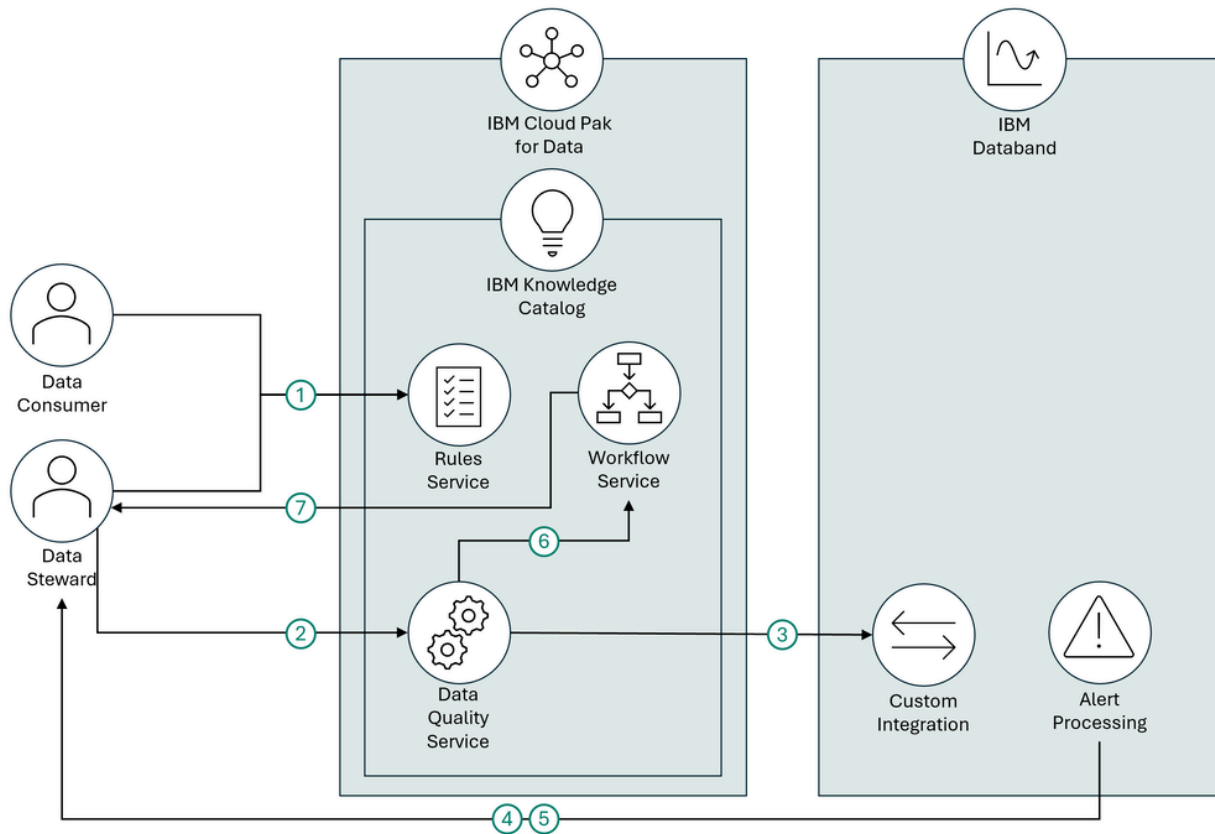 IBM Cloud Pak
for Data
IBM
Databand
IBM Knowledge
Catalog
Data
Consumer
1
Rules
Service
Workflow
Service
Data
Steward
7
6
2
3
Data
Quality
Service
Custom
Integration
Alert
Processing
4
5